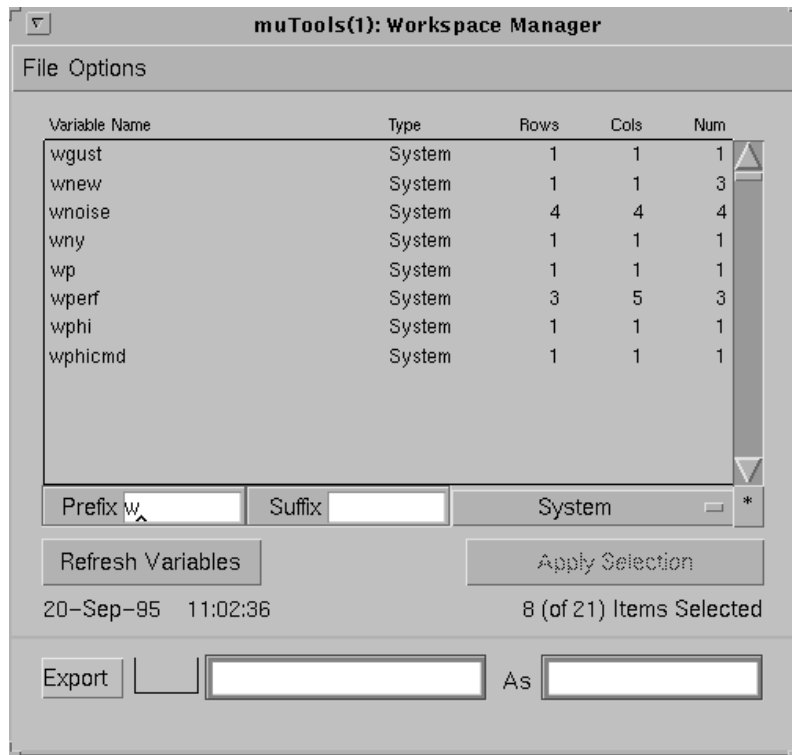 muTools(1): Workspace Manager
File Options
Variable Name Type Rows Cols Num
wgust System 1 1 1
wnew System 1 1 3
wnoise System 4 4 4
wny System 1 1 1
wp System 1 1 1
wperf System 3 5 3
wphi System 1 1 1
wphicmd System 1 1 1
Prefix w Suffix System *
Refresh Variables Apply Selection
20-Sep-95 11:02:36 8 (of 21) Items Selected
Export As